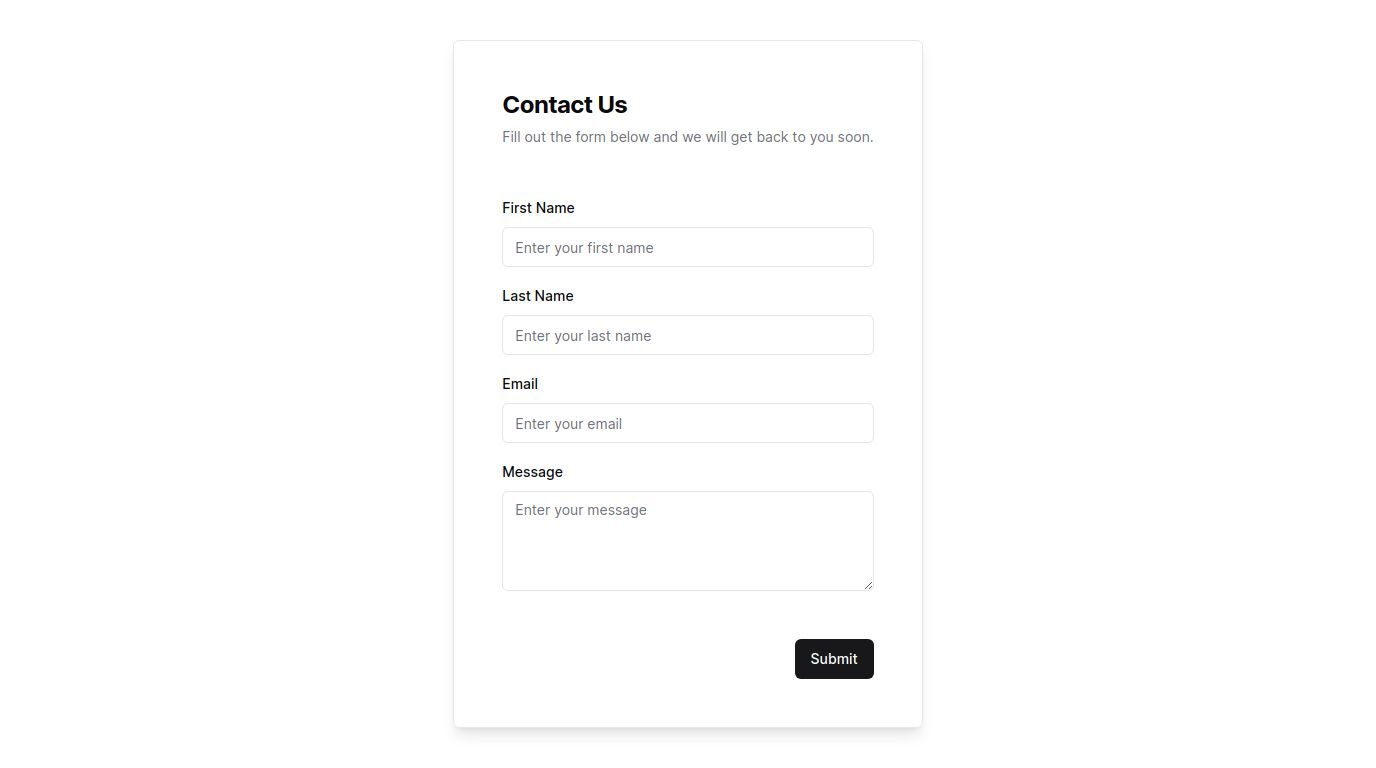 Contact Us
Fill out the form below and we will get back to you soon.
First Name
Enter your first name
Last Name
Enter your last name
Email
Enter your email
Message
Enter your message
Submit